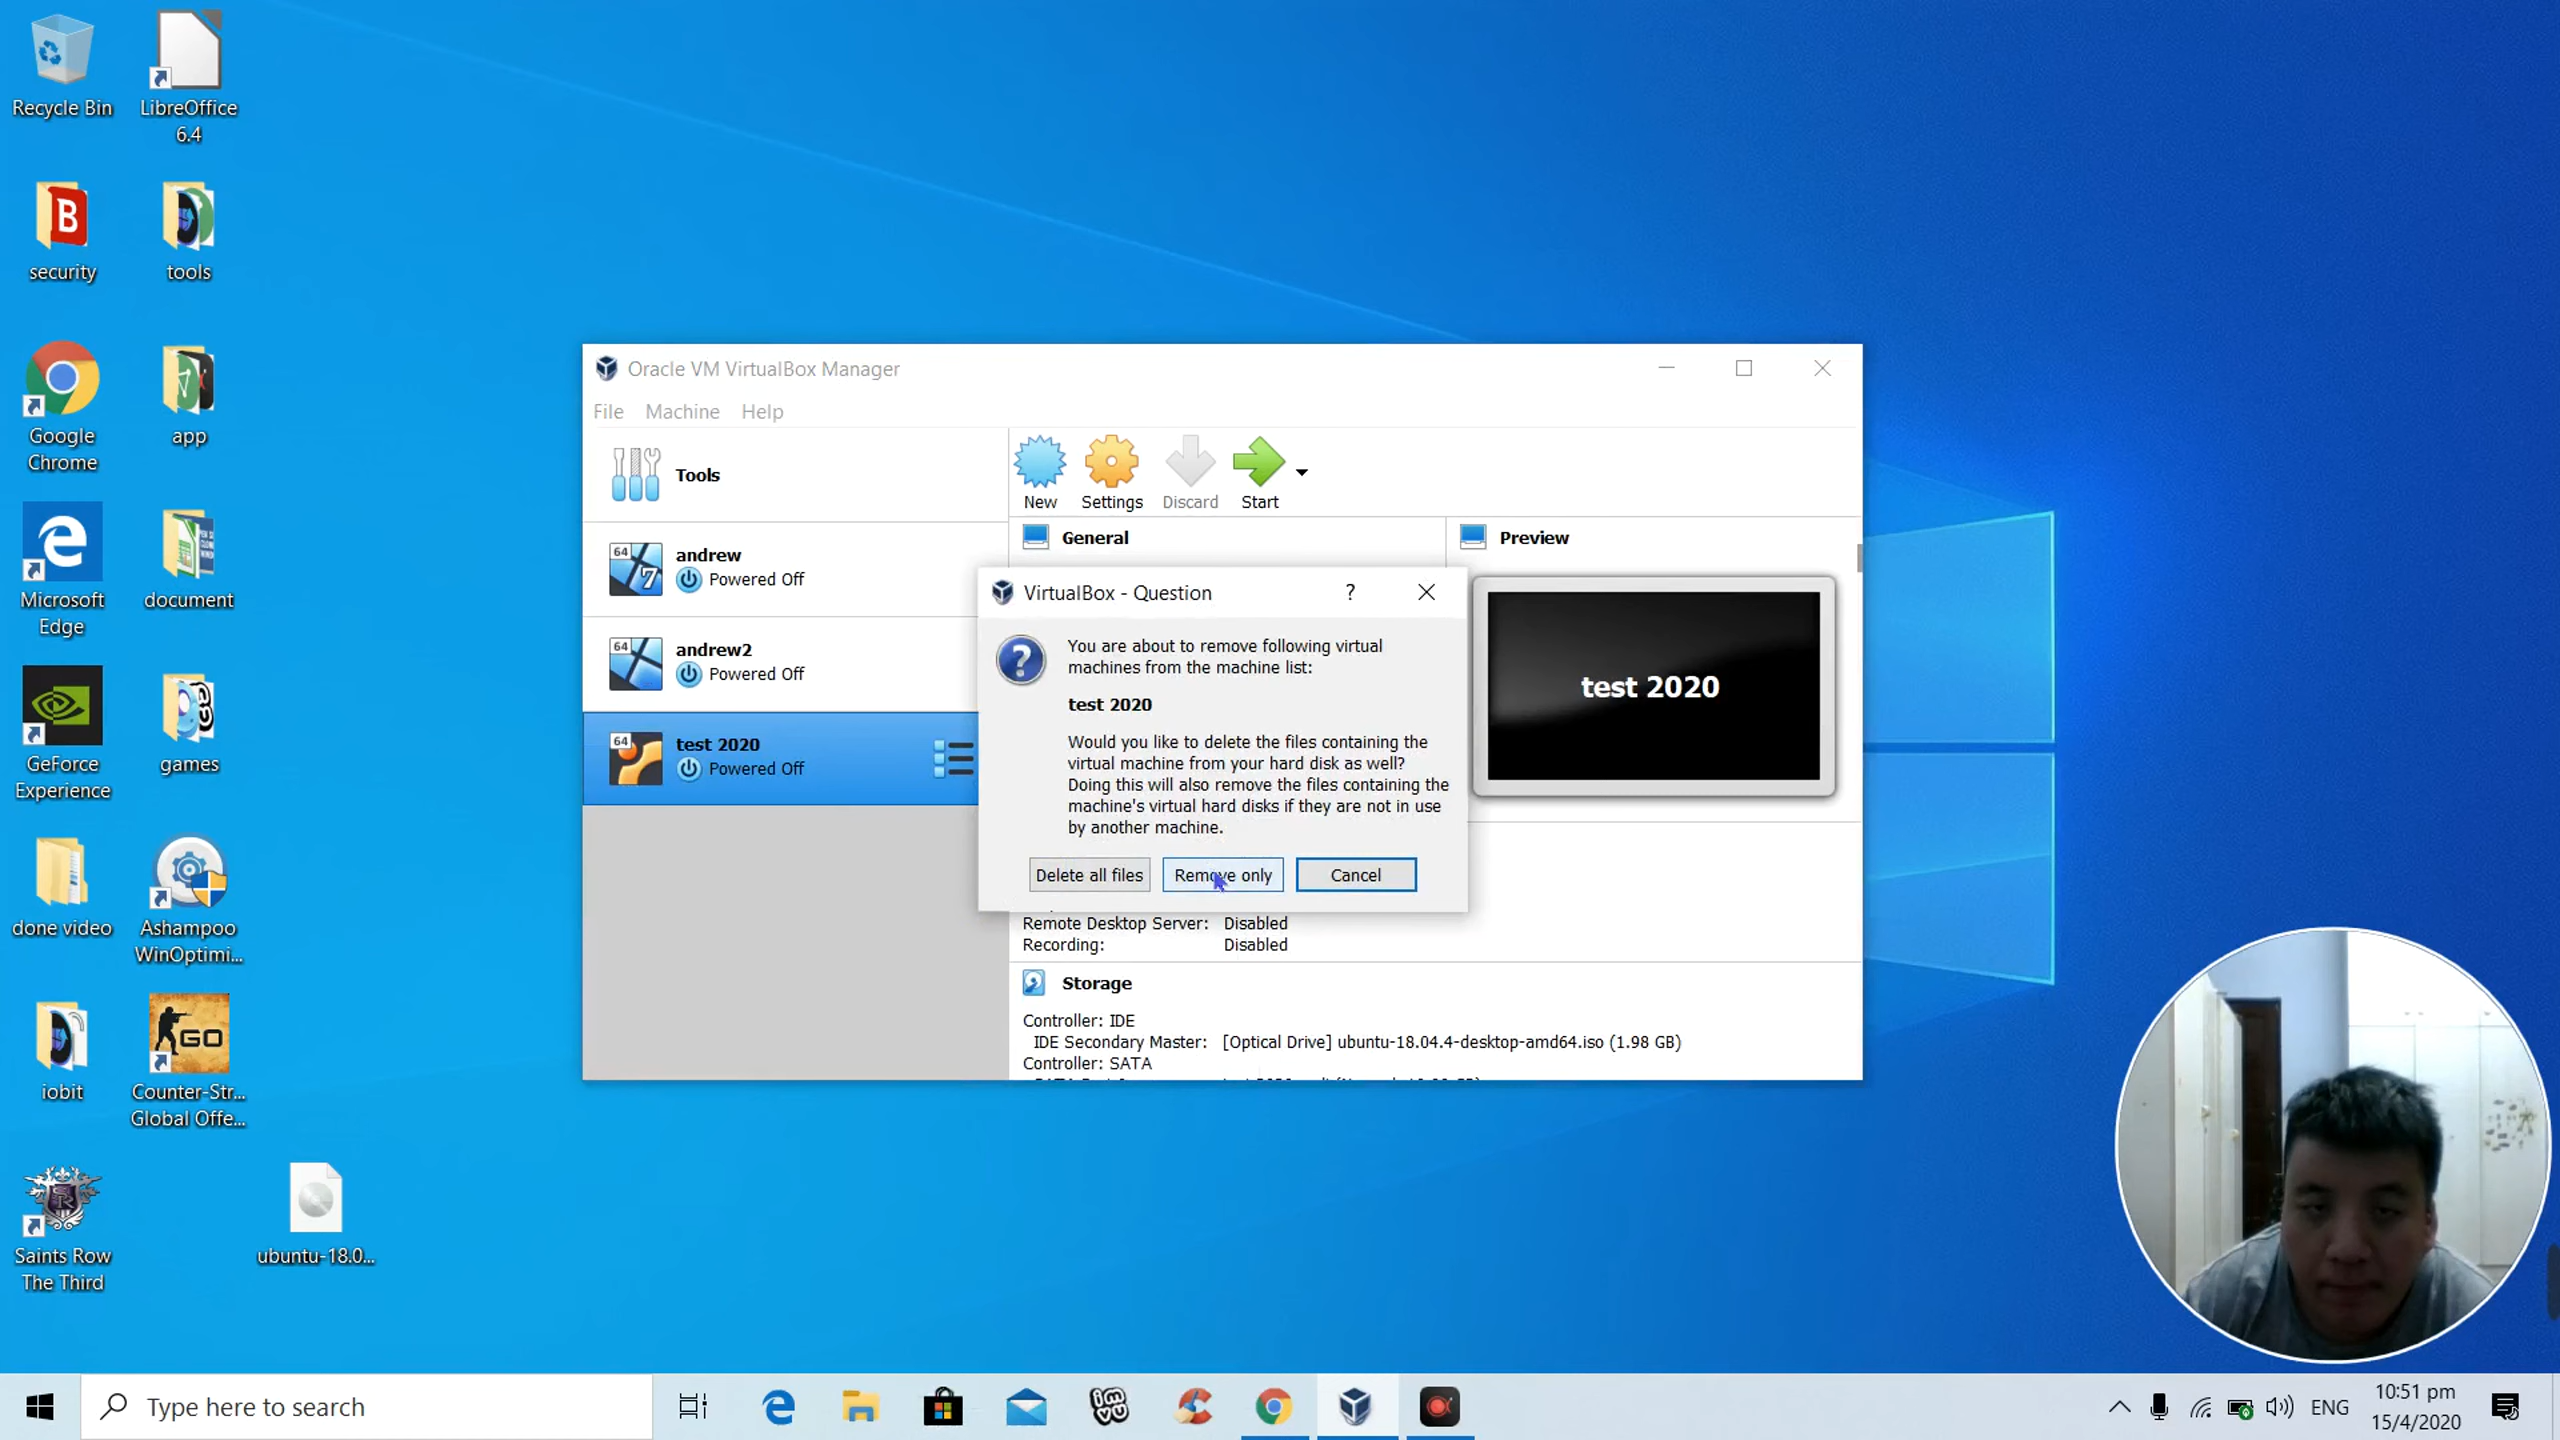 Recycle Bin
LibreOffice
6.4
security
tools
Google
Chrome
app
Microsoft
Edge
document
GeForce
Experience
games
done video
Ashampoo
WinOptimi...
iobit
Counter-Str...
Global Offe...
GO
Saints Row
The Third
ubuntu-18.0...
Oracle VM VirtualBox Manager
File Machine Help
Tools
New Settings Discard Start
64
7
andrew
Powered Off
64
andrew2
Powered Off
64
test 2020
Powered Off
General
Preview
test 2020
VirtualBox - Question
?
You are about to remove following virtual
machines from the machine list:
test 2020
Would you like to delete the files containing the
virtual machine from your hard disk as well?
Doing this will also remove the files containing the
machine's virtual hard disks if they are not in use
by another machine.
Delete all files Remove only Cancel
Remote Desktop Server: Disabled
Recording: Disabled
Storage
Controller: IDE
IDE Secondary Master: [Optical Drive] ubuntu-18.04.4-desktop-amd64.iso (1.98 GB)
Controller: SATA
Type here to search
imvu
ENG
10:51 pm
15/4/2020